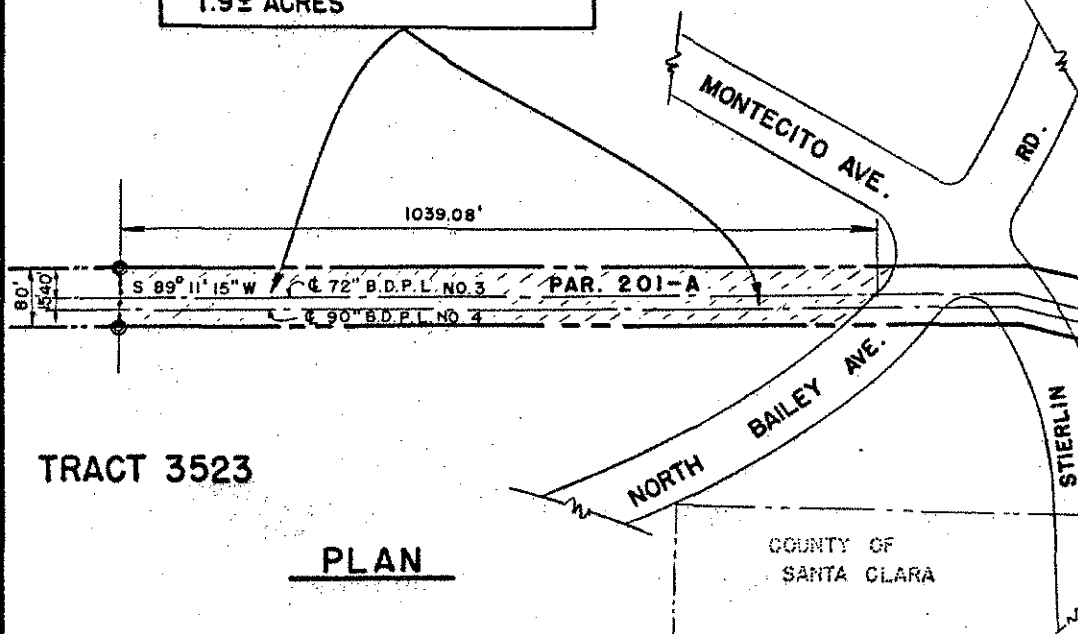 1.9± ACRES
MONTECITO AVE.
RD.
1039.08'
80'
40'
S 89° 11' 15" W
℄ 72" B.D.P.L. NO. 3
PAR. 201-A
℄ 90" B.D.P.L. NO. 4
NORTH BAILEY AVE.
STIERLIN
TRACT 3523
PLAN
COUNTY OF
SANTA CLARA